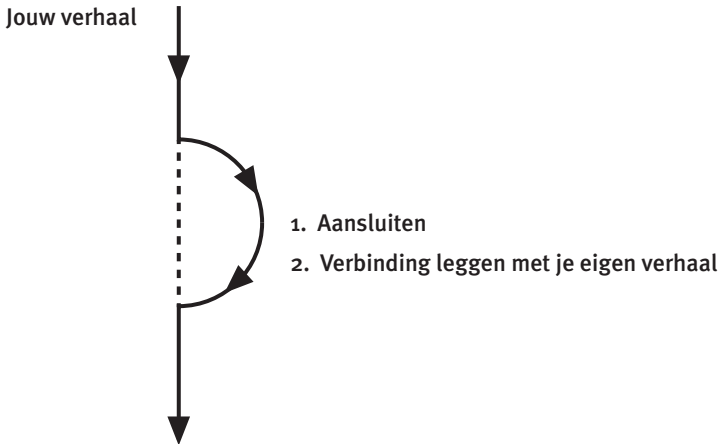 Jouw verhaal
1. Aansluiten
2. Verbinding leggen met je eigen verhaal